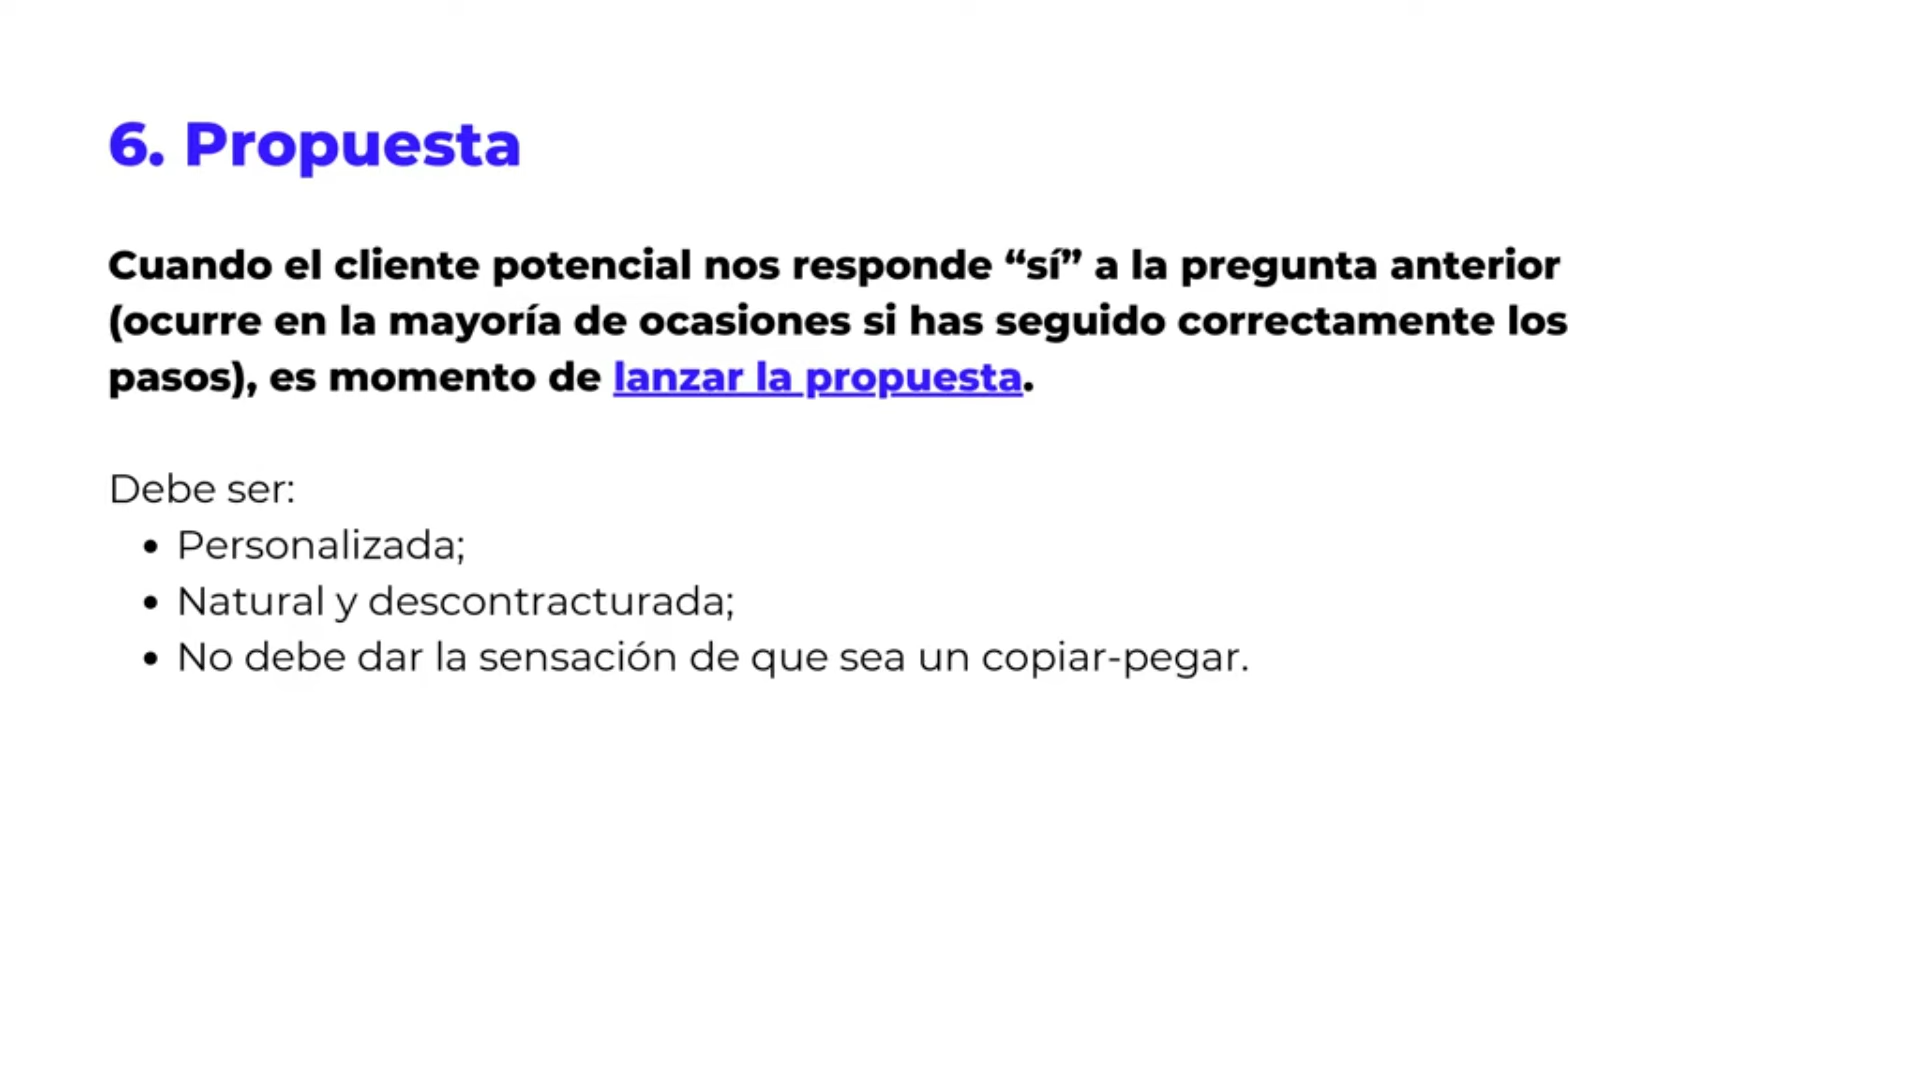 6. Propuesta
Cuando el cliente potencial nos responde “sí” a la pregunta anterior
(ocurre en la mayoría de ocasiones si has seguido correctamente los
pasos), es momento de lanzar la propuesta.
Debe ser:
• Personalizada;
• Natural y descontracturada;
• No debe dar la sensación de que sea un copiar-pegar.